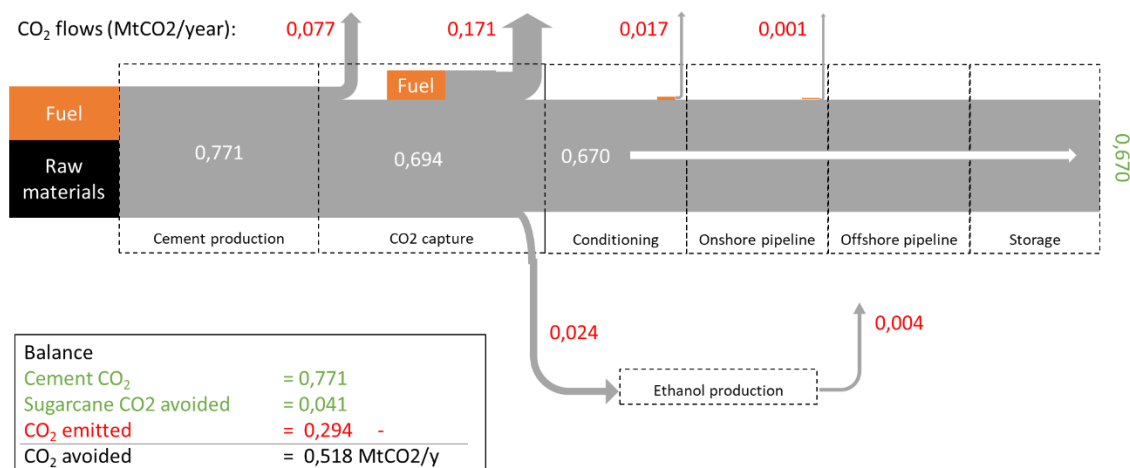 CO₂ flows (MtCO2/year):
0,077
0,171
0,017
0,001
Fuel
Fuel
Raw
materials
0,771
0,694
0,670
0,670
Cement production
CO2 capture
Conditioning
Onshore pipeline
Offshore pipeline
Storage
0,024
0,004
Ethanol production
Balance
Cement CO₂ = 0,771
Sugarcane CO2 avoided = 0,041
CO₂ emitted = 0,294 -
CO₂ avoided = 0,518 MtCO2/y